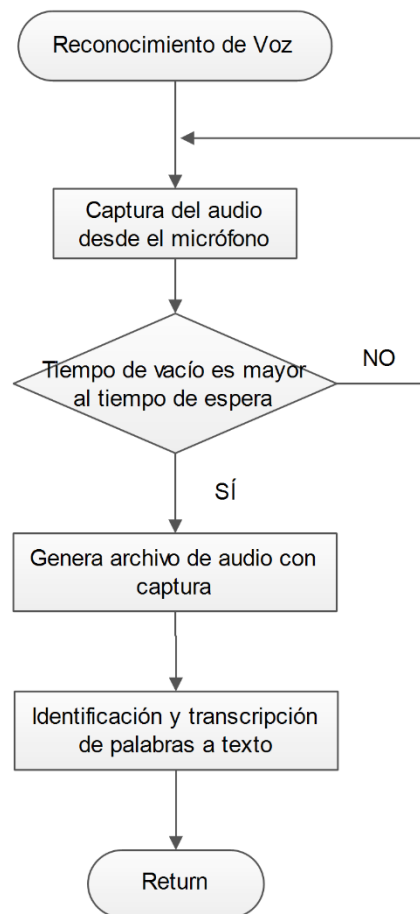 Reconocimiento de Voz
Captura del audio
desde el micrófono
Tiempo de vacío es mayor
al tiempo de espera
NO
SÍ
Genera archivo de audio con
captura
Identificación y transcripción
de palabras a texto
Return